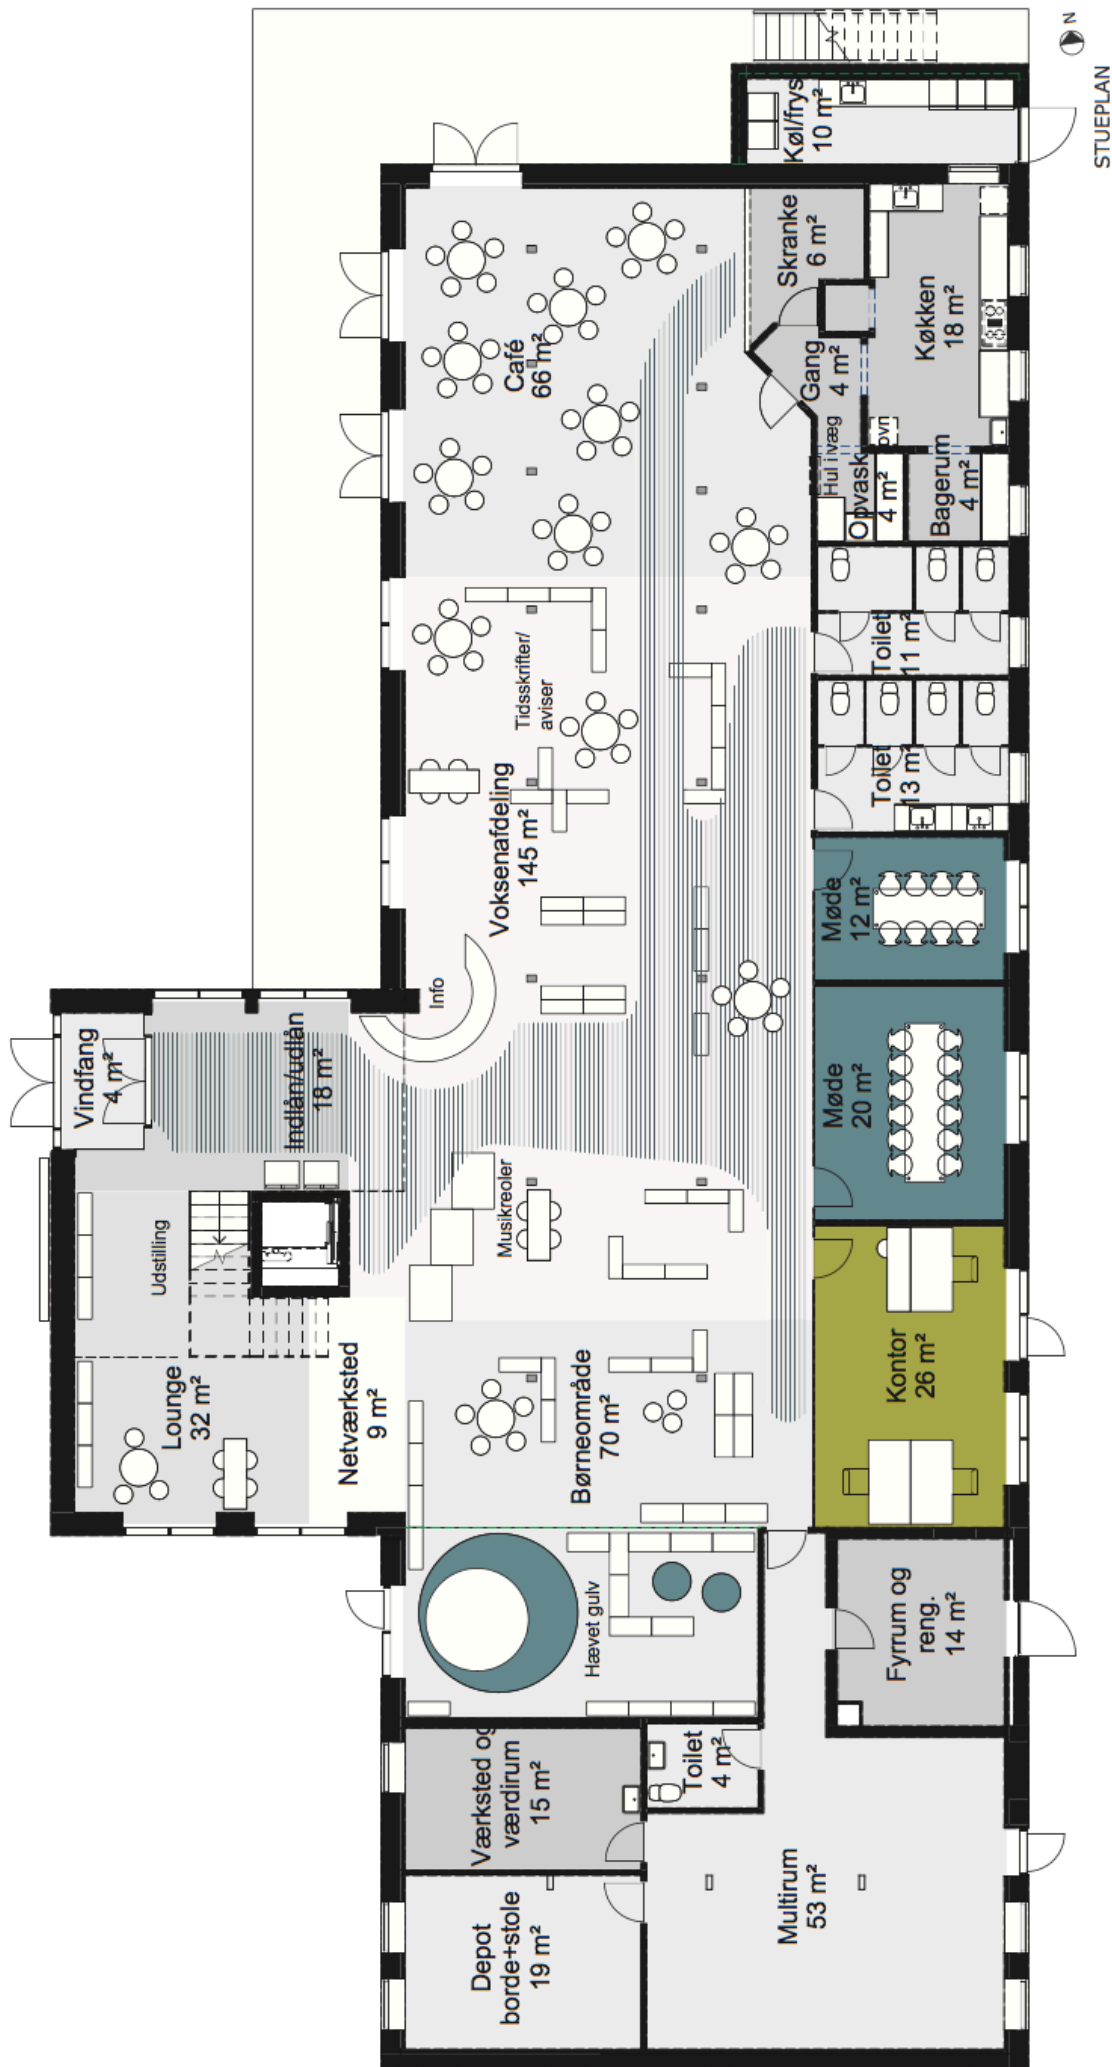 N
STUEPLAN
Køl/frys
10 m²
Skranke
6 m²
Køkken
18 m²
Gang
4 m²
Café
66 m²
Hul i væg
ovn
Opvask
4 m²
Bagerum
4 m²
Toilet
11 m²
Tidsskrifter/
aviser
Toilet
13 m²
Voksenafdeling
145 m²
Møde
12 m²
Info
Vindfang
4 m²
Indlån/udlån
18 m²
Møde
20 m²
Musikreoler
Udstilling
Kontor
26 m²
Lounge
32 m²
Netværksted
9 m²
Børneområde
70 m²
Hævet gulv
Fyrrum og
reng.
14 m²
Værksted og
værdirum
15 m²
Toilet
4 m²
Multirum
53 m²
Depot
borde+stole
19 m²